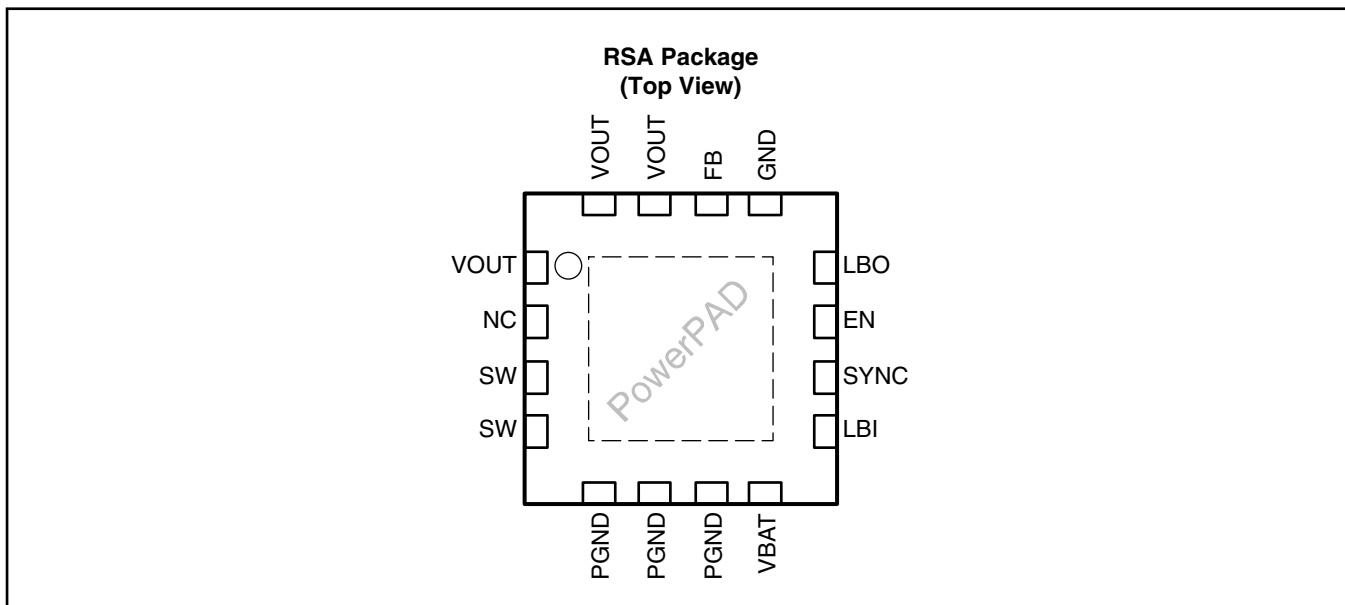 RSA Package
(Top View)
VOUT
VOUT
FB
GND
VOUT
LBO
NC
EN
SW
SYNC
SW
LBI
PowerPAD
PGND
PGND
PGND
VBAT